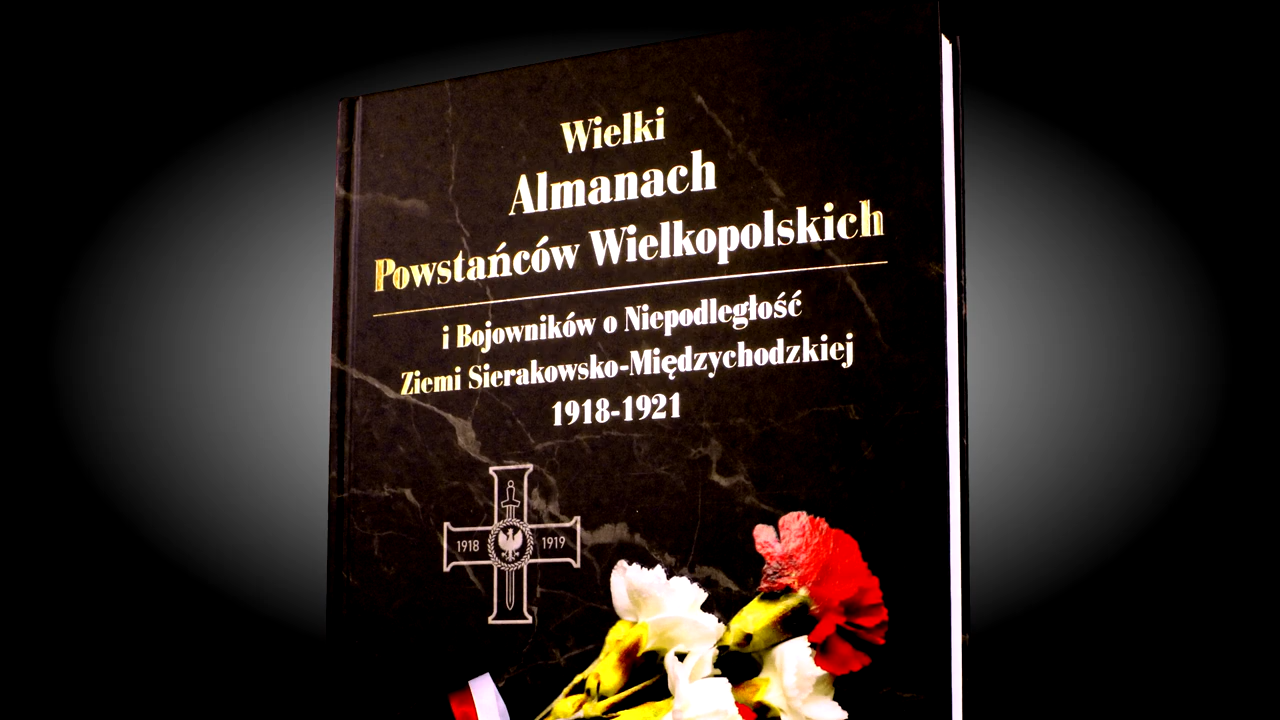 Wielki
Almanach
Powstańców Wielkopolskich
i Bojowników o Niepodległość
Ziemi Sierakowsko-Międzychodzkiej
1918-1921
1918 1919